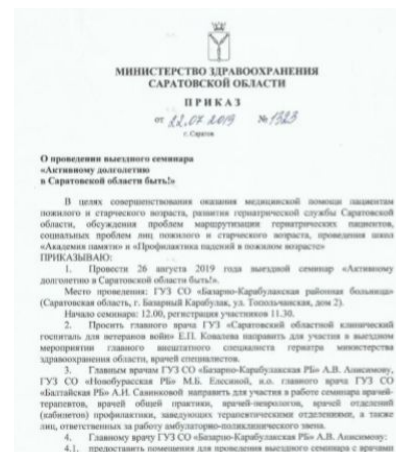 МИНИСТЕРСТВО ЗДРАВООХРАНЕНИЯ
САРАТОВСКОЙ ОБЛАСТИ
ПРИКАЗ
от 22.07.2019 № 1323
г. Саратов
О проведении выездного семинара
«Активному долголетию
в Саратовской области быть!»
В целях совершенствования оказания медицинской помощи пациентам
пожилого и старческого возраста, развития гериатрической службы Саратовской
области, обсуждения проблем маршрутизации гериатрических пациентов,
социальных проблем лиц пожилого и старческого возраста, проведения школ
«Академия памяти» и «Профилактика падений в пожилом возрасте»
ПРИКАЗЫВАЮ:
1. Провести 26 августа 2019 года выездной семинар «Активному
долголетию в Саратовской области быть!».
Место проведения: ГУЗ СО «Базарно-Карабулакская районная больница»
(Саратовская область, г. Базарный Карабулак, ул. Топольчанская, дом 2).
Начало семинара: 12.00, регистрация участников 11.30.
2. Просить главного врача ГУЗ «Саратовский областной клинический
госпиталь для ветеранов войн» Е.П. Ковалева направить для участия в выездном
мероприятии главного внештатного специалиста гериатра министерства
здравоохранения области, врачей специалистов.
3. Главным врачам ГУЗ СО «Базарно-Карабулакская РБ» А.В. Анисимову,
ГУЗ СО «Новобурасская РБ» М.Б. Елесиной, и.о. главного врача ГУЗ СО
«Балтайская РБ» А.И. Савинковой направить для участия в работе семинара врачей-
терапевтов, врачей общей практики, врачей-неврологов, врачей отделений
(кабинетов) профилактики, заведующих терапевтическими отделениями, а также
лиц, ответственных за работу амбулаторно-поликлинического звена.
4. Главному врачу ГУЗ СО «Базарно-Карабулакская РБ» А.В. Анисимову:
4.1. предоставить помещения для проведения выездного семинара с врачами